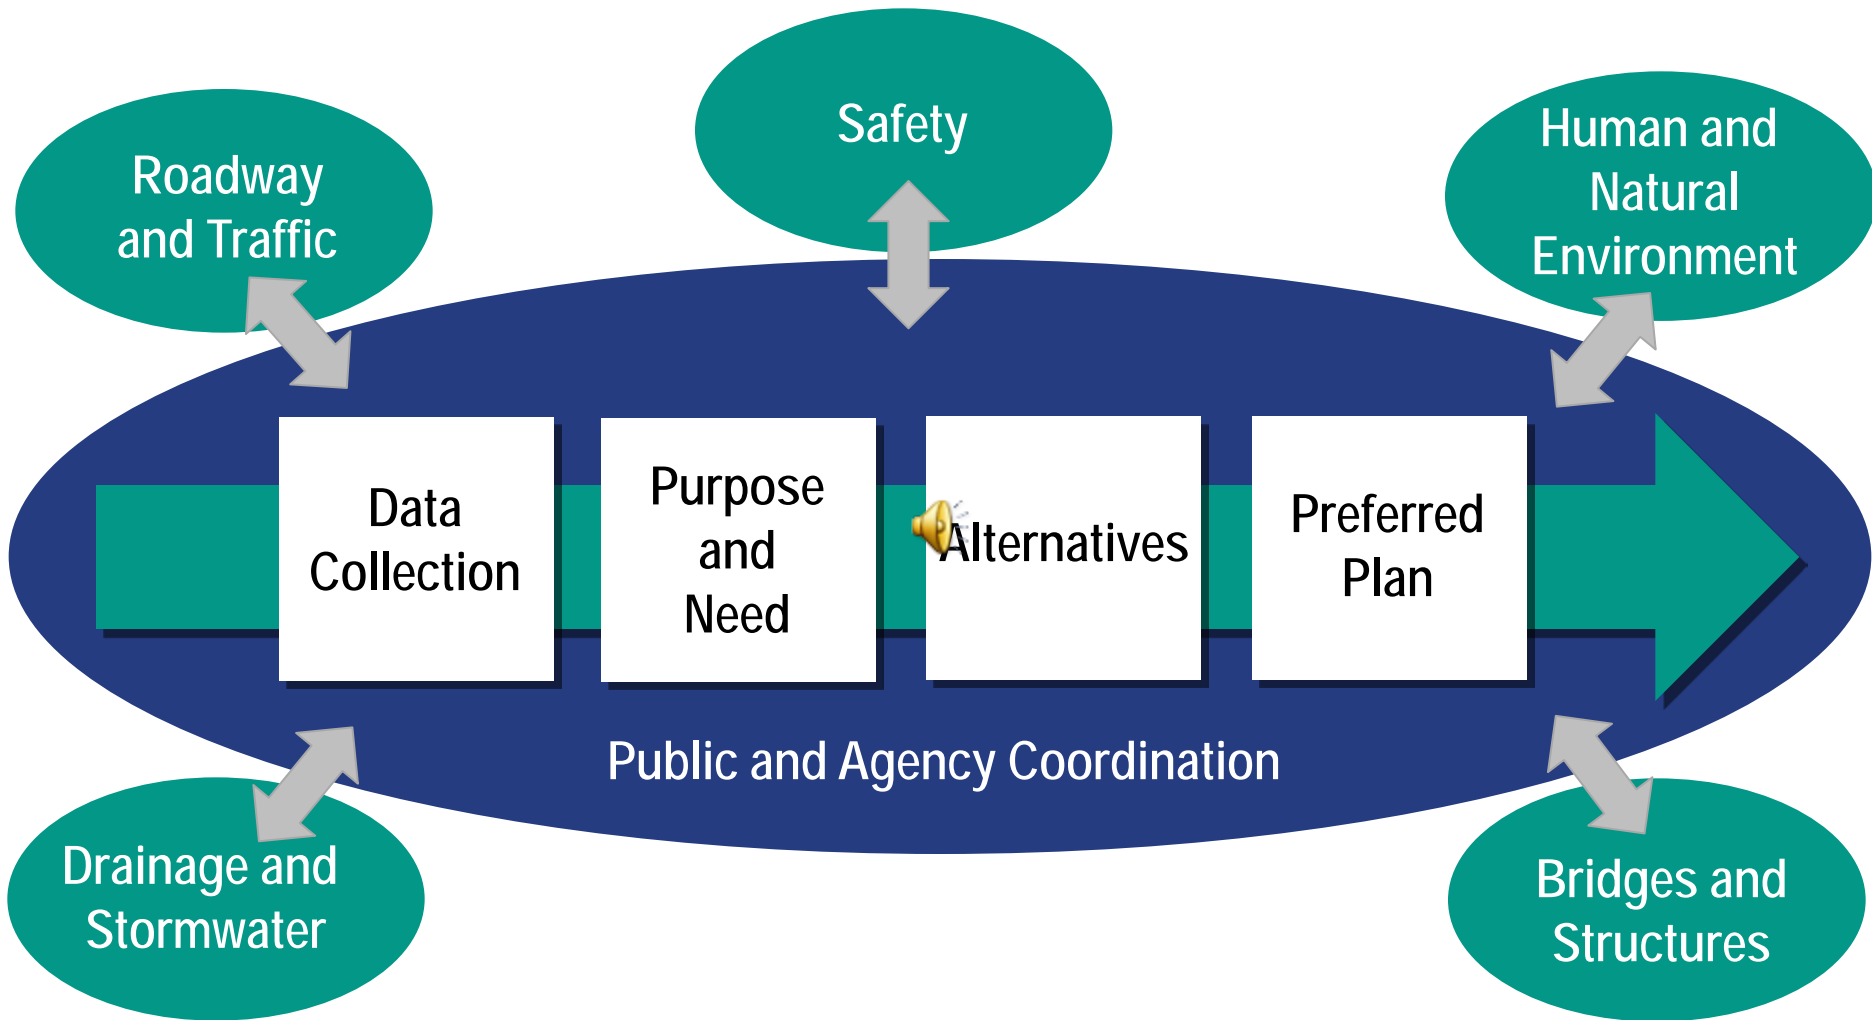 Safety
Roadway
and Traffic
Human and
Natural
Environment
Data
Collection
Purpose
and
Need
Alternatives
Preferred
Plan
Public and Agency Coordination
Drainage and
Stormwater
Bridges and
Structures